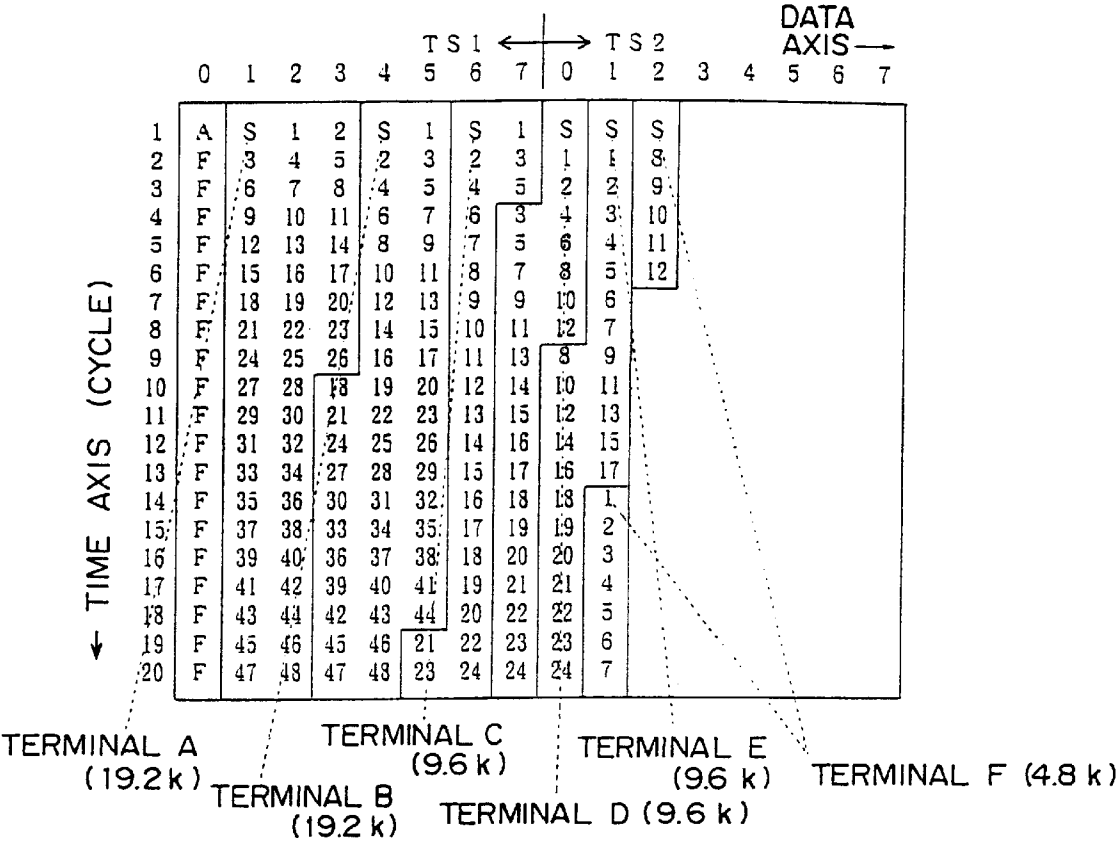 DATA
AXIS →
T S 1 ← → T S 2
0 1 2 3 4 5 6 7 0 1 2 3 4 5 6 7
← TIME AXIS (CYCLE)
1 A S 1 2 S 1 S 1 S S S
2 F 3 4 5 2 3 2 3 1 1 8
3 F 6 7 8 4 5 4 5 2 2 9
4 F 9 10 11 6 7 6 3 4 3 10
5 F 12 13 14 8 9 7 5 6 4 11
6 F 15 16 17 10 11 8 7 8 5 12
7 F 18 19 20 12 13 9 9 10 6
8 F 21 22 23 14 15 10 11 12 7
9 F 24 25 26 16 17 11 13 8 9
10 F 27 28 18 19 20 12 14 10 11
11 F 29 30 21 22 23 13 15 12 13
12 F 31 32 24 25 26 14 16 14 15
13 F 33 34 27 28 29 15 17 16 17
14 F 35 36 30 31 32 16 18 18 1
15 F 37 38 33 34 35 17 19 19 2
16 F 39 40 36 37 38 18 20 20 3
17 F 41 42 39 40 41 19 21 21 4
18 F 43 44 42 43 44 20 22 22 5
19 F 45 46 45 46 21 22 23 23 6
20 F 47 48 47 48 23 24 24 24 7
TERMINAL A
(19.2 k)
TERMINAL B
(19.2 k)
TERMINAL C
(9.6 k)
TERMINAL D (9.6 k)
TERMINAL E
(9.6 k)
TERMINAL F (4.8 k)